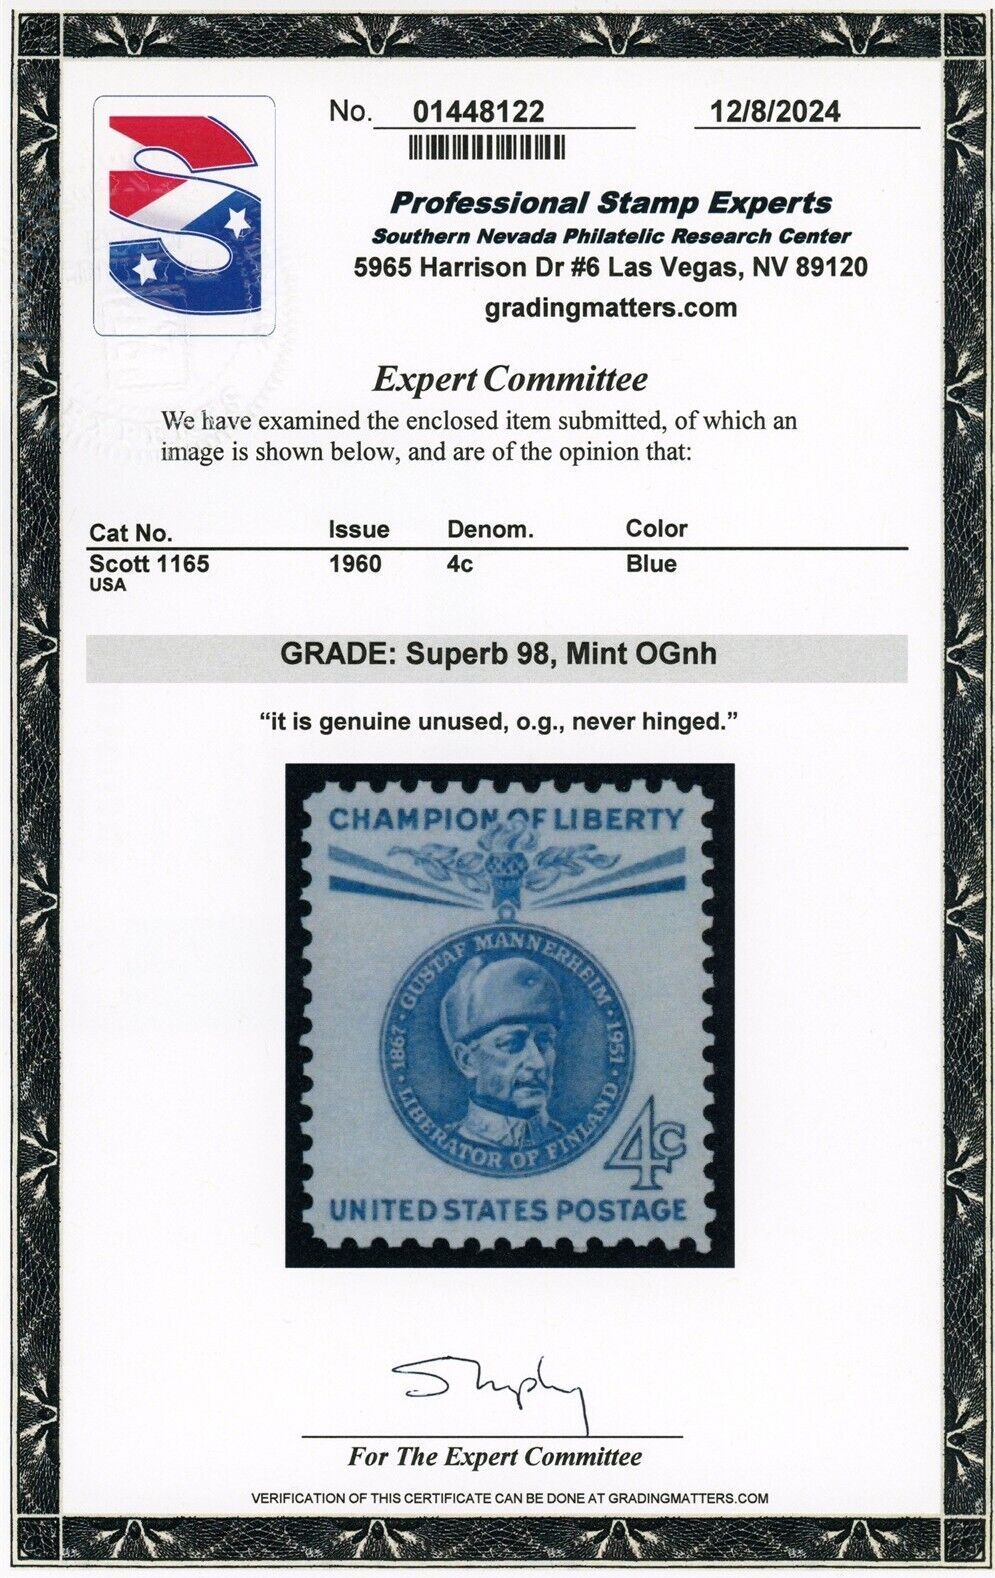 No. 01448122 12/8/2024
Professional Stamp Experts
Southern Nevada Philatelic Research Center
5965 Harrison Dr #6 Las Vegas, NV 89120
gradingmatters.com
Expert Committee
We have examined the enclosed item submitted, of which an
image is shown below, and are of the opinion that:
Cat No. Issue Denom. Color
Scott 1165 1960 4c Blue
USA
GRADE: Superb 98, Mint OGnh
“it is genuine unused, o.g., never hinged.”
CHAMPION OF LIBERTY
1867 · GUSTAF MANNERHEIM · 1951
· LIBERATOR OF FINLAND ·
4c
UNITED STATES POSTAGE
For The Expert Committee
VERIFICATION OF THIS CERTIFICATE CAN BE DONE AT GRADINGMATTERS.COM